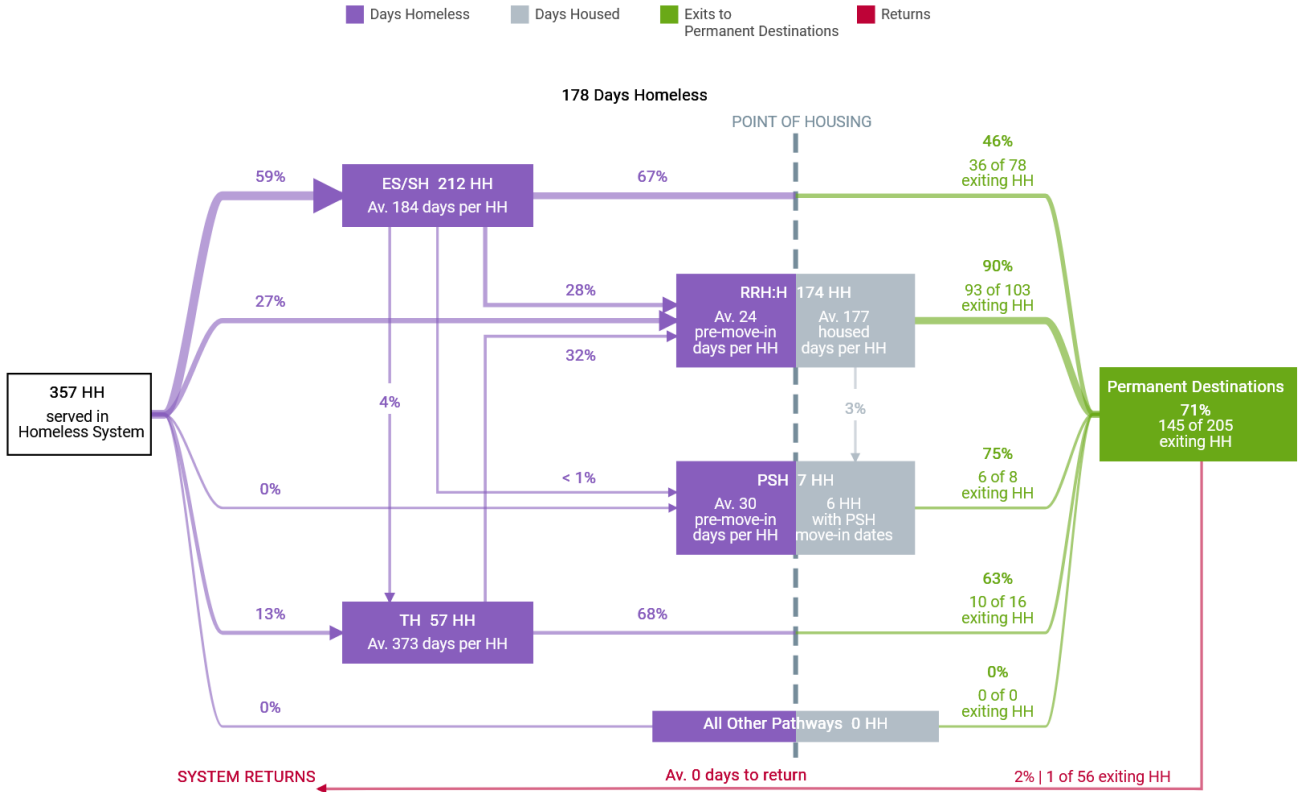 Days Homeless
Days Housed
Exits to
Permanent Destinations
Returns
178 Days Homeless
POINT OF HOUSING
59%
ES/SH 212 HH
Av. 184 days per HH
67%
46%
36 of 78
exiting HH
27%
28%
32%
RRH:H 174 HH
Av. 24
pre-move-in
days per HH
Av. 177
housed
days per HH
90%
93 of 103
exiting HH
357 HH
served in
Homeless System
4%
3%
Permanent Destinations
71%
145 of 205
exiting HH
0%
< 1%
PSH 7 HH
Av. 30
pre-move-in
days per HH
6 HH
with PSH
move-in dates
75%
6 of 8
exiting HH
13%
TH 57 HH
Av. 373 days per HH
68%
63%
10 of 16
exiting HH
0%
All Other Pathways 0 HH
0%
0 of 0
exiting HH
SYSTEM RETURNS
Av. 0 days to return
2% | 1 of 56 exiting HH